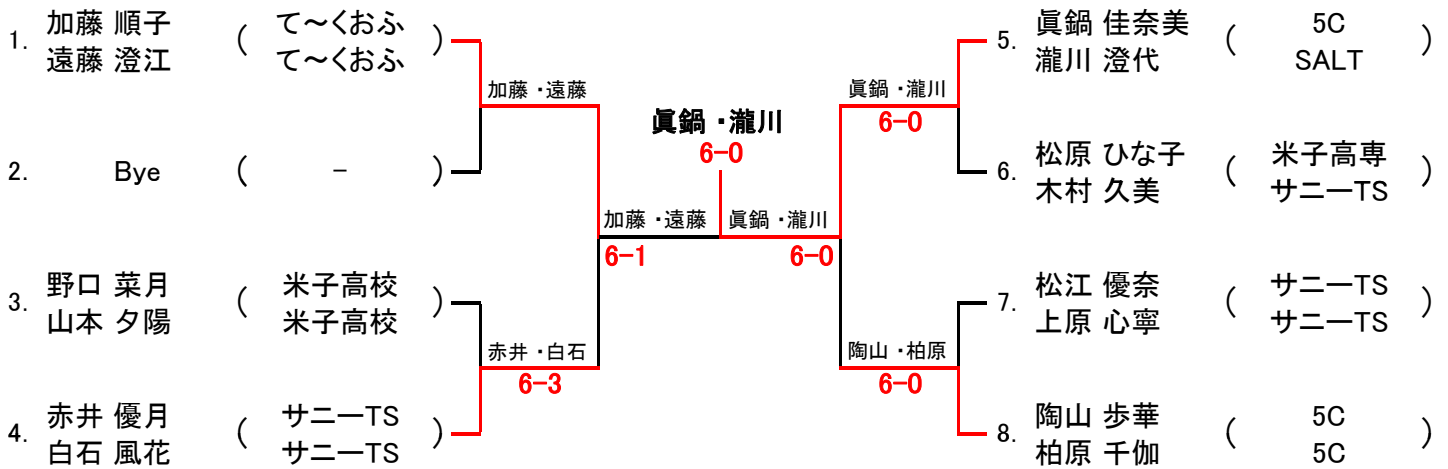 1. 加藤 順子 ( て～くおふ )
遠藤 澄江 ( て～くおふ )
2. Bye ( - )
3. 野口 菜月 ( 米子高校 )
山本 夕陽 ( 米子高校 )
4. 赤井 優月 ( サニーTS )
白石 風花 ( サニーTS )
加藤・遠藤
赤井・白石
6-3
加藤・遠藤
6-1
眞鍋・瀧川
6-0
眞鍋・瀧川
6-0
眞鍋・瀧川
6-0
陶山・柏原
6-0
5. 眞鍋 佳奈美 ( 5C )
瀧川 澄代 ( SALT )
6. 松原 ひな子 ( 米子高専 )
木村 久美 ( サニーTS )
7. 松江 優奈 ( サニーTS )
上原 心寧 ( サニーTS )
8. 陶山 歩華 ( 5C )
柏原 千伽 ( 5C )